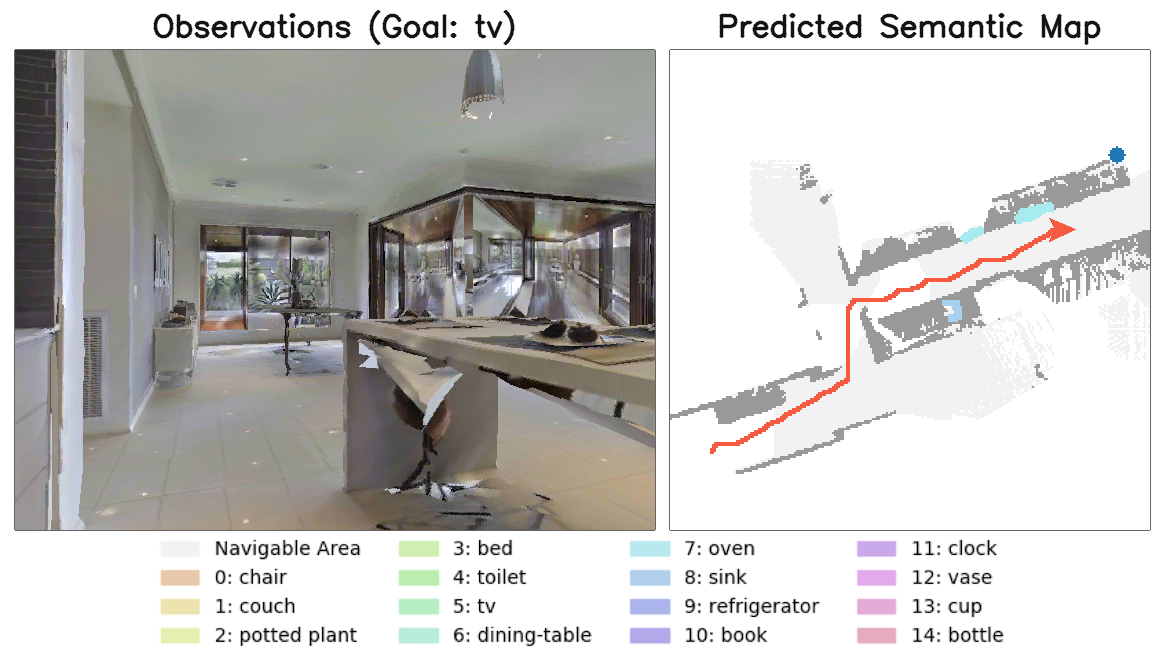 Observations (Goal: tv)
Predicted Semantic Map
Navigable Area
0: chair
1: couch
2: potted plant
3: bed
4: toilet
5: tv
6: dining-table
7: oven
8: sink
9: refrigerator
10: book
11: clock
12: vase
13: cup
14: bottle